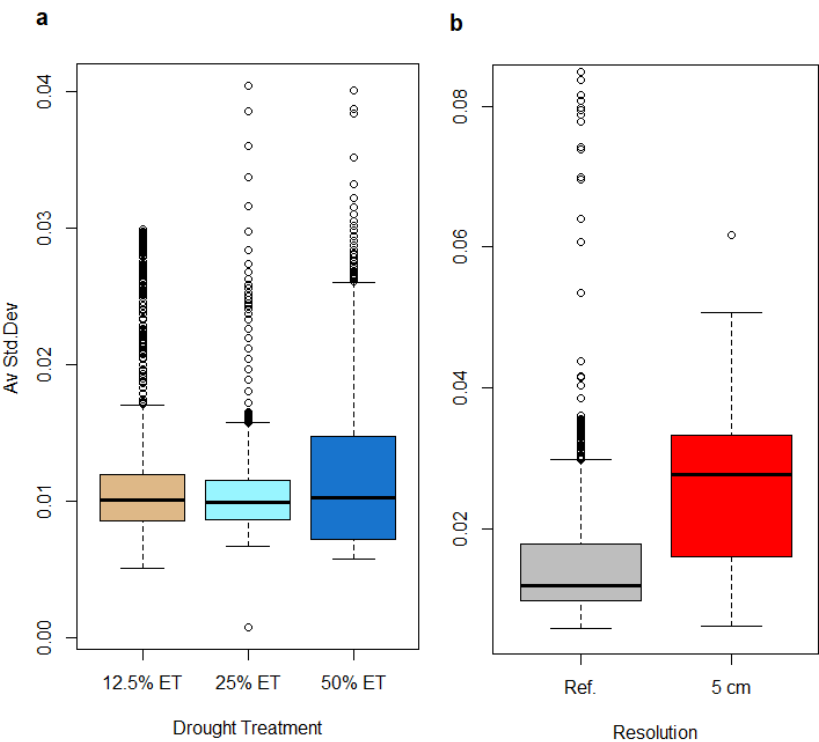 a
b
0.04
0.03
0.02
0.01
0.00
Av Std.Dev
12.5% ET
25% ET
50% ET
Drought Treatment
0.08
0.06
0.04
0.02
Ref.
5 cm
Resolution